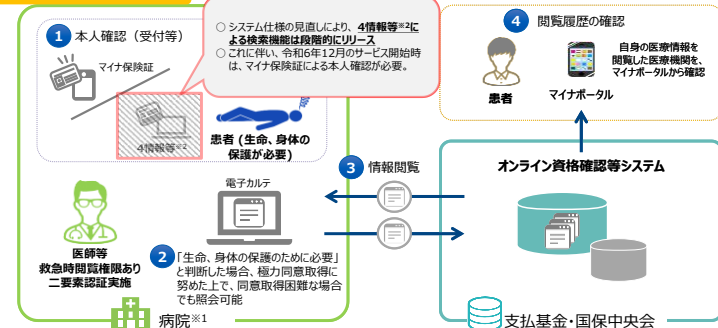 ○ システム仕様の見直しにより、4情報等※2に
よる検索機能は段階的にリリース
○ これに伴い、令和6年12月のサービス開始時
は、マイナ保険証による本人確認が必要。
1 本人確認（受付等）
マイナ保険証
4情報等※2
患者 (生命、身体の
保護が必要)
医師等
救急時閲覧権限あり
二要素認証実施
電子カルテ
2 「生命、身体の保護のために必要」
と判断した場合、極力同意取得に
努めた上で、同意取得困難な場合
でも照会可能
病院※1
3 情報閲覧
4 閲覧履歴の確認
患者
マイナポータル
自身の医療情報を
閲覧した医療機関を、
マイナポータルから確認
オンライン資格確認等システム
支払基金・国保中央会